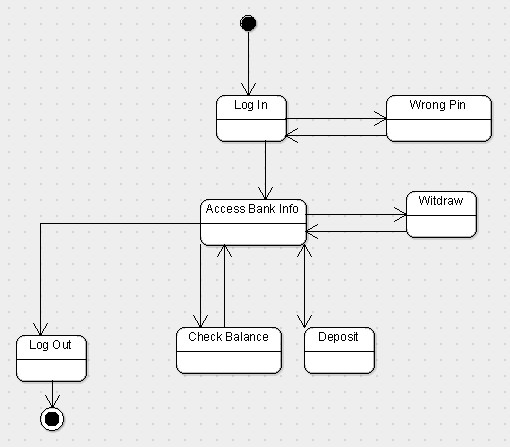 Log In
Wrong Pin
Access Bank Info
Witdraw
Check Balance
Deposit
Log Out